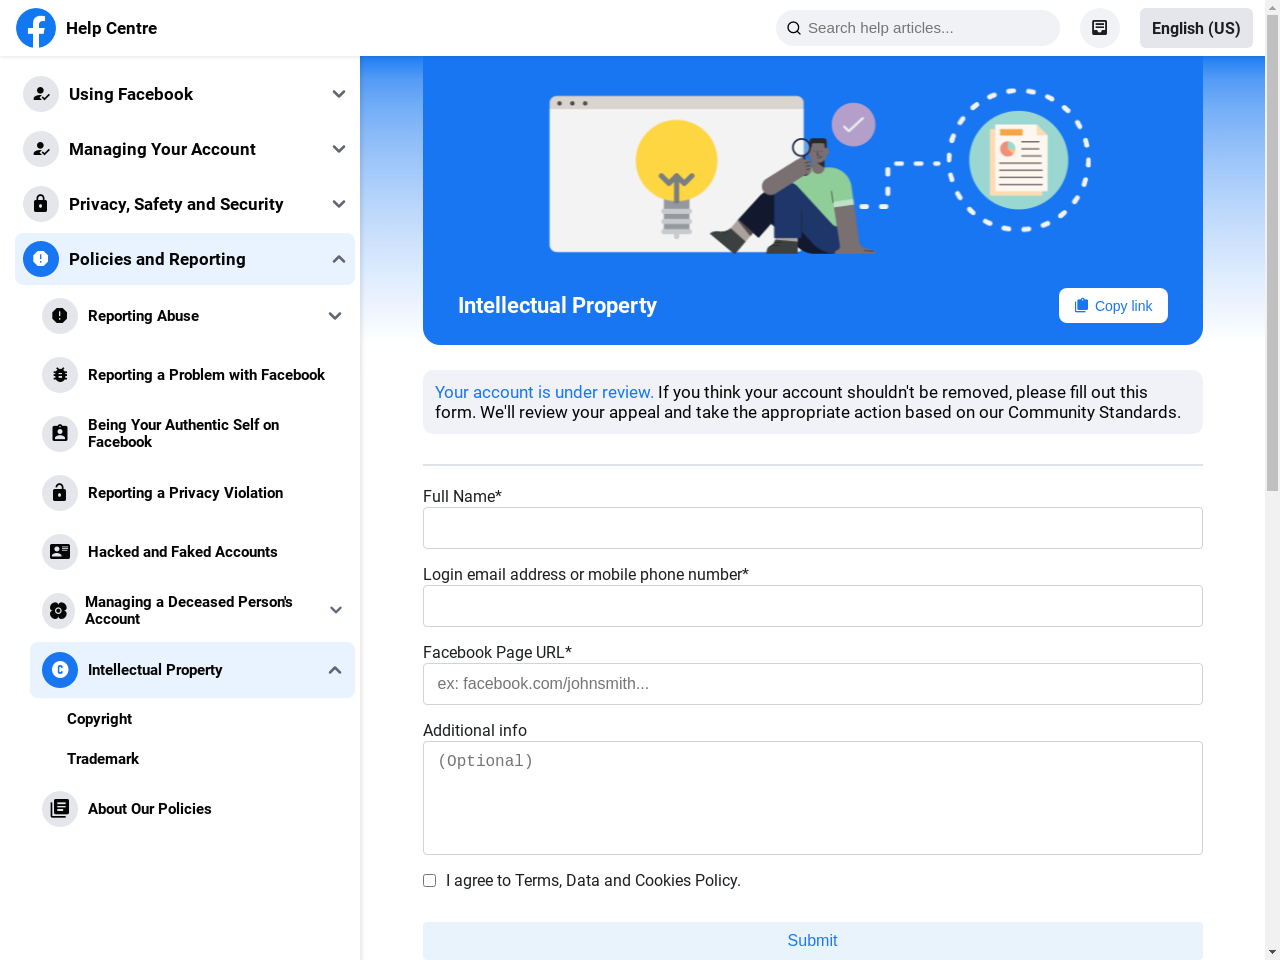 Help Centre
Search help articles...
English (US)
Using Facebook
Managing Your Account
Privacy, Safety and Security
Policies and Reporting
Reporting Abuse
Reporting a Problem with Facebook
Being Your Authentic Self on
Facebook
Reporting a Privacy Violation
Hacked and Faked Accounts
Managing a Deceased Person's
Account
Intellectual Property
Copyright
Trademark
About Our Policies
Intellectual Property
Copy link
Your account is under review. If you think your account shouldn't be removed, please fill out this
form. We'll review your appeal and take the appropriate action based on our Community Standards.
Full Name*
Login email address or mobile phone number*
Facebook Page URL*
ex: facebook.com/johnsmith...
Additional info
(Optional)
I agree to Terms, Data and Cookies Policy.
Submit